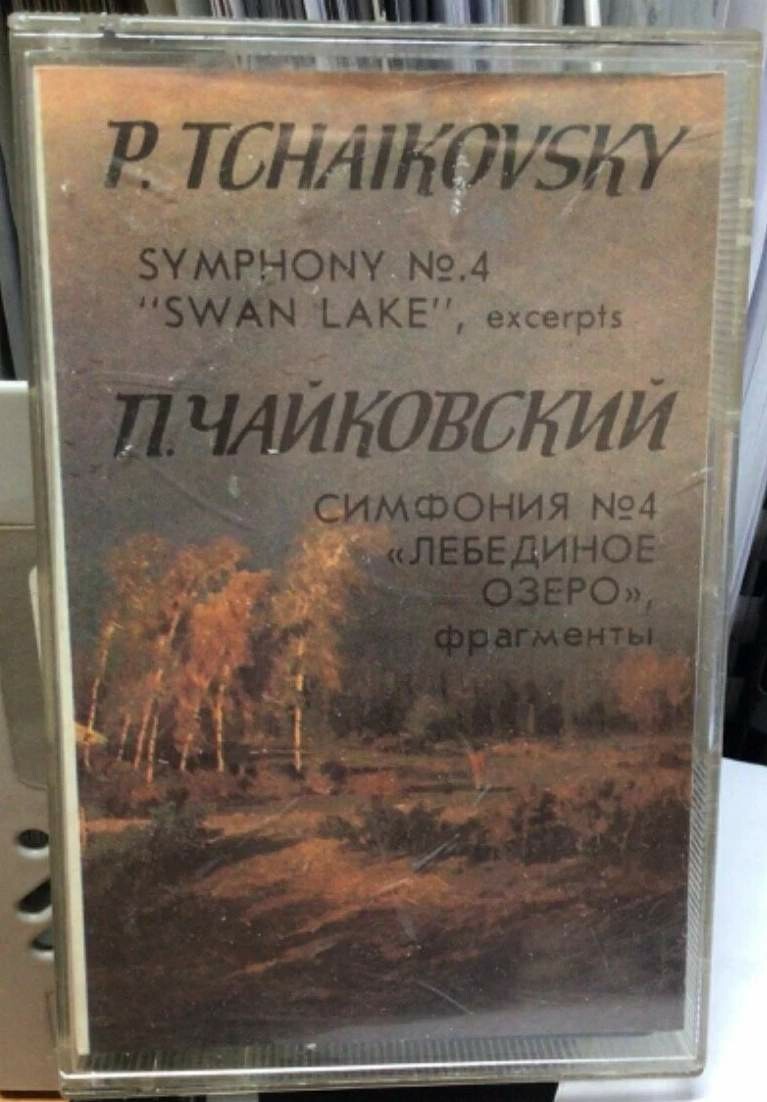 P. TCHAIKOVSKY
SYMPHONY №.4
"SWAN LAKE", excerpts
П. ЧАЙКОВСКИЙ
СИМФОНИЯ №4
«ЛЕБЕДИНОЕ
ОЗЕРО»,
фрагменты